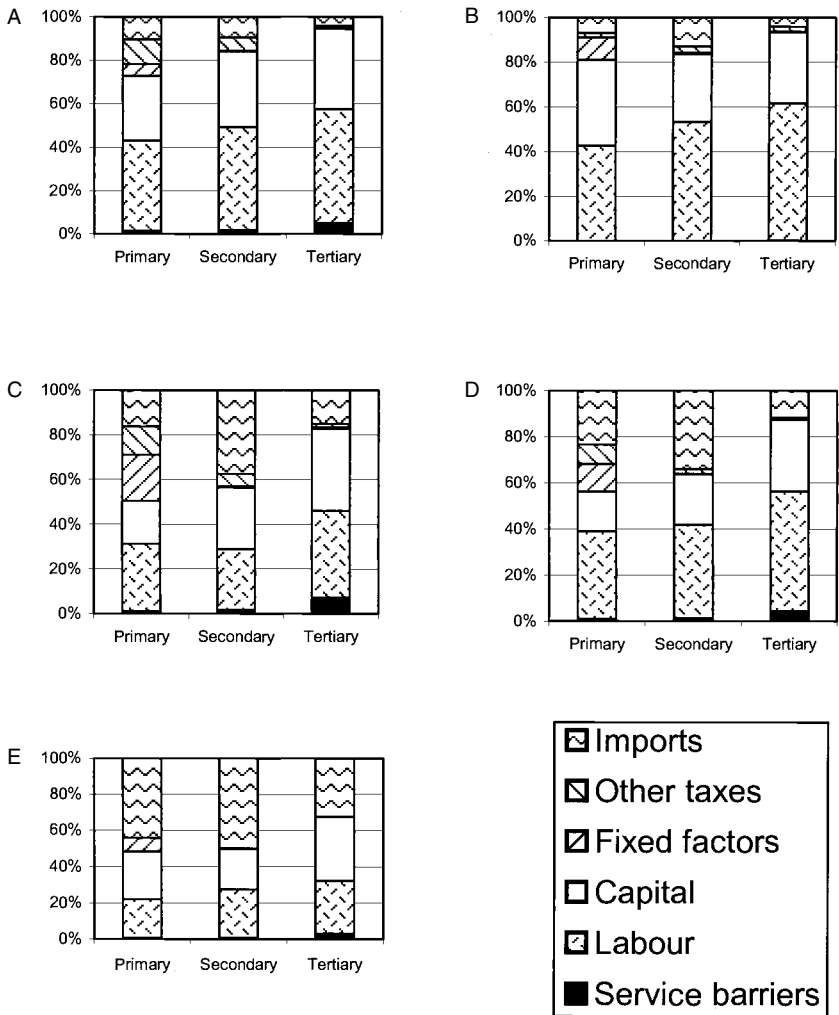 A
100%
80%
60%
40%
20%
0%
Primary Secondary Tertiary
B
100%
80%
60%
40%
20%
0%
Primary Secondary Tertiary
C
100%
80%
60%
40%
20%
0%
Primary Secondary Tertiary
D
100%
80%
60%
40%
20%
0%
Primary Secondary Tertiary
E
100%
80%
60%
40%
20%
0%
Primary Secondary Tertiary
Imports
Other taxes
Fixed factors
Capital
Labour
Service barriers